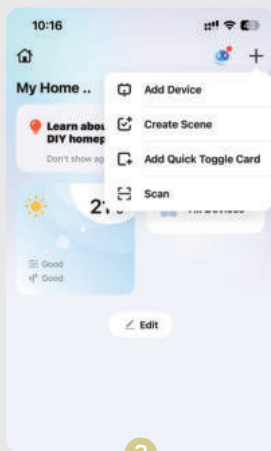 10:16
My Home ..
Add Device
Learn abou
DIY homep
Create Scene
Don't show ag
Add Quick Toggle Card
Scan
Good
Good
Edit